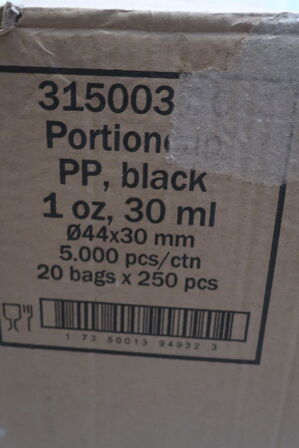 315003
PP, black
1 oz, 30 ml
Ø44x30 mm
5.000 pcs/ctn
20 bags x 250 pcs
1 73 50013 94932 3